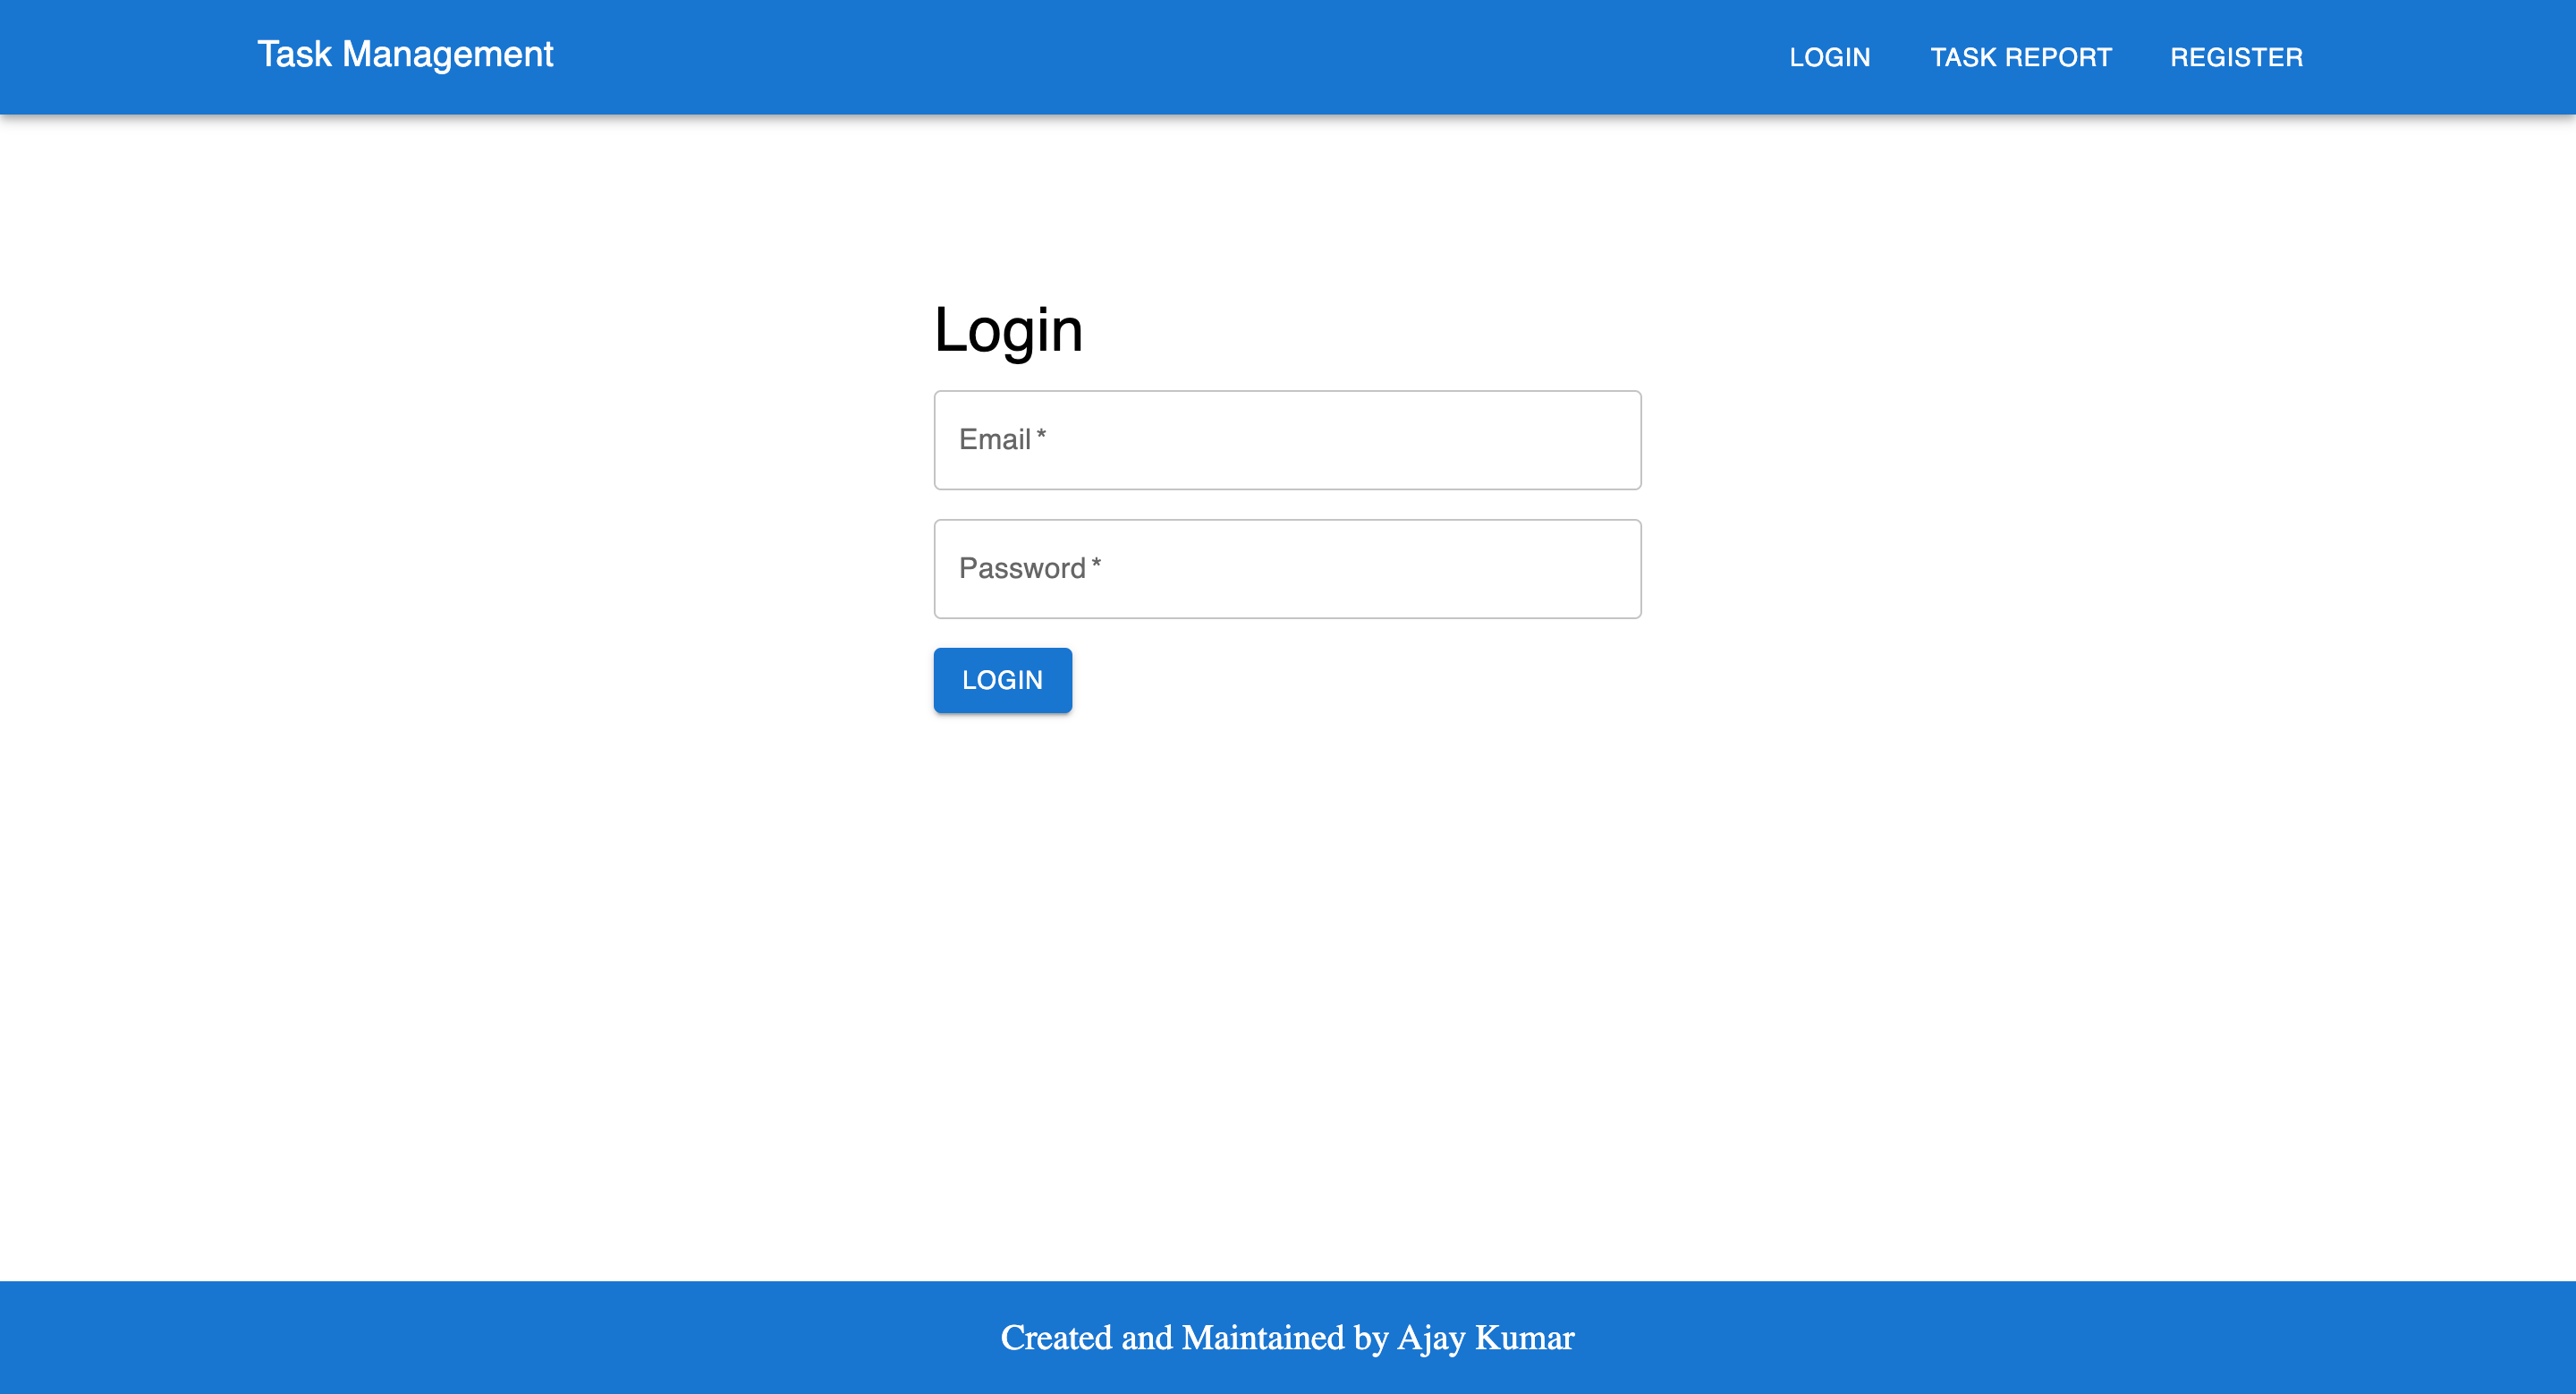 Task Management
LOGIN TASK REPORT REGISTER
Login
Email *
Password *
LOGIN
Created and Maintained by Ajay Kumar